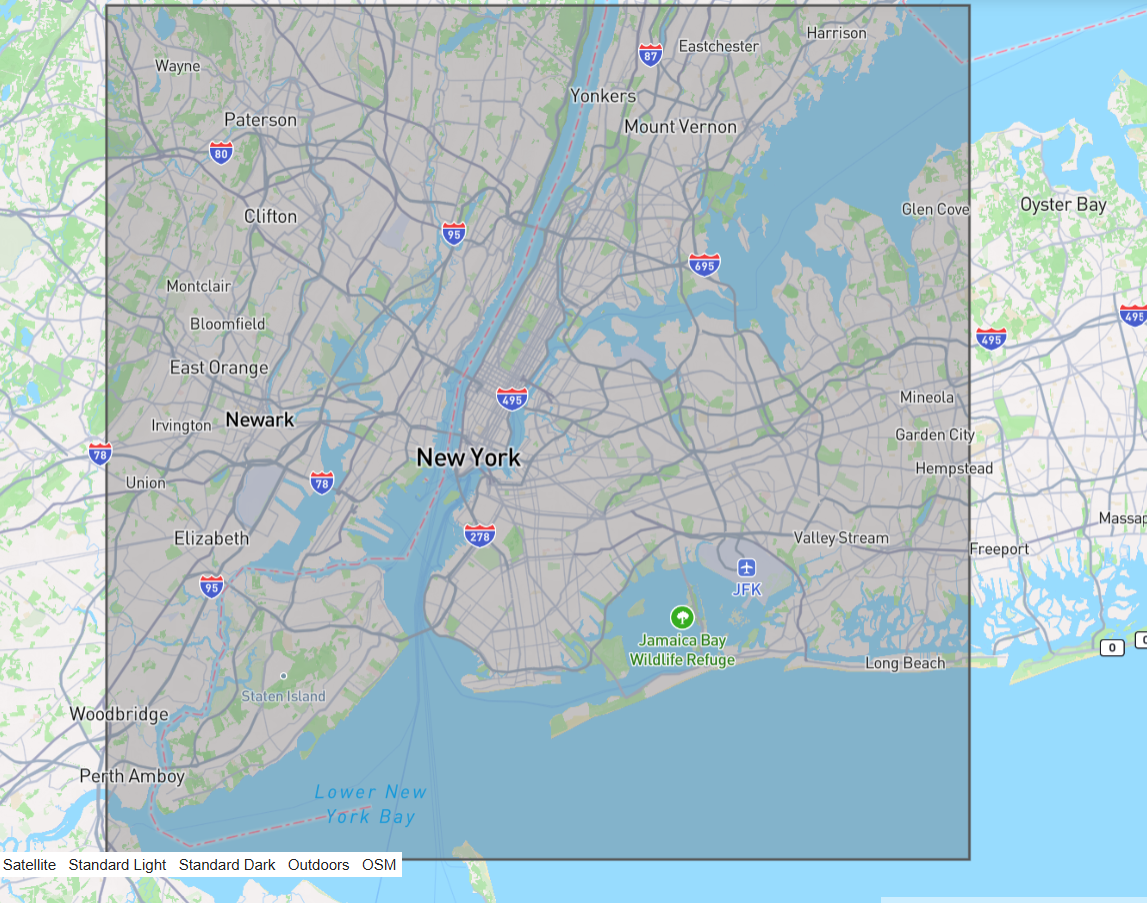 Harrison
Eastchester
87
Wayne
Yonkers
Paterson
Mount Vernon
80
Oyster Bay
Glen Cove
Clifton
95
695
Montclair
495
Bloomfield
495
East Orange
Mineola
495
Newark
Irvington
Garden City
78
New York
Hempstead
Union
78
Massap
278
Elizabeth
Valley Stream
Freeport
JFK
95
Jamaica Bay
Wildlife Refuge
0
Long Beach
Staten Island
Woodbridge
Perth Amboy
Lower New
York Bay
Satellite Standard Light Standard Dark Outdoors OSM